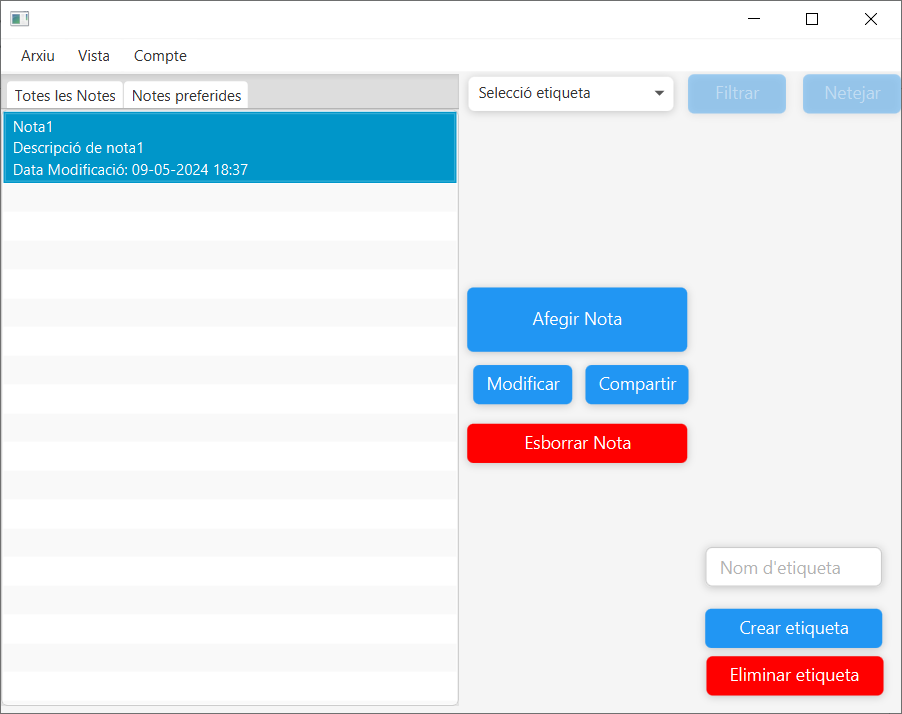 Arxiu Vista Compte
Totes les Notes Notes preferides
Selecció etiqueta Filtrar Netejar
Nota1
Descripció de nota1
Data Modificació: 09-05-2024 18:37
Afegir Nota
Modificar Compartir
Esborrar Nota
Nom d'etiqueta
Crear etiqueta
Eliminar etiqueta